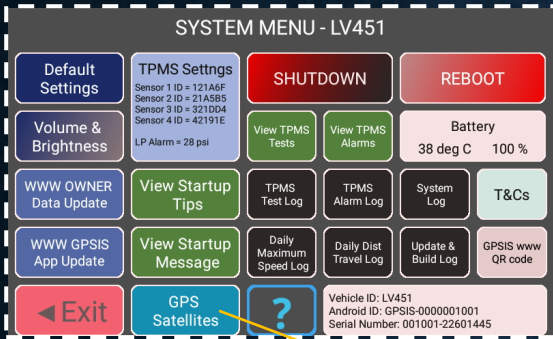 SYSTEM MENU - LV451
Default
Settings
TPMS Settngs
Sensor 1 ID = 121A6F
Sensor 2 ID = 21A5B5
Sensor 3 ID = 321DD4
Sensor 4 ID = 42191E
LP Alarm = 28 psi
SHUTDOWN
REBOOT
Volume &
Brightness
View TPMS
Tests
View TPMS
Alarms
Battery
38 deg C 100 %
WWW OWNER
Data Update
View Startup
Tips
TPMS
Test Log
TPMS
Alarm Log
System
Log
T&Cs
WWW GPSIS
App Update
View Startup
Message
Daily
Maximum
Speed Log
Daily Dist
Travel Log
Update &
Build Log
GPSIS www
QR code
◄Exit
GPS
Satellites
?
Vehicle ID: LV451
Android ID: GPSIS-0000001001
Serial Number: 001001-22601445